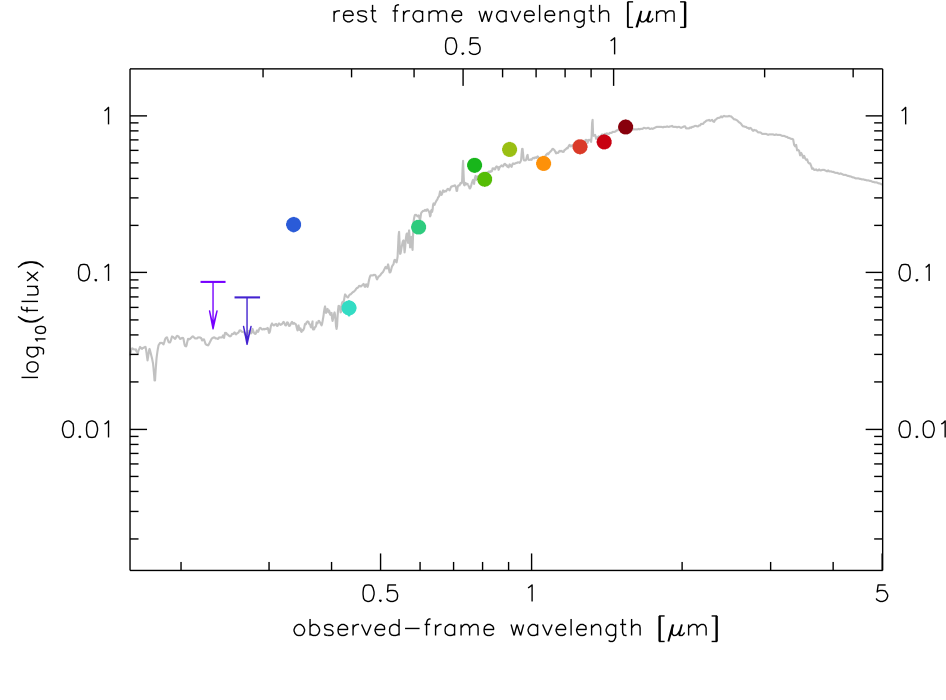 rest frame wavelength [μm]
0.5 1
1 1
0.1 0.1
0.01 0.01
log10(flux)
0.5 1 5
observed-frame wavelength [μm]